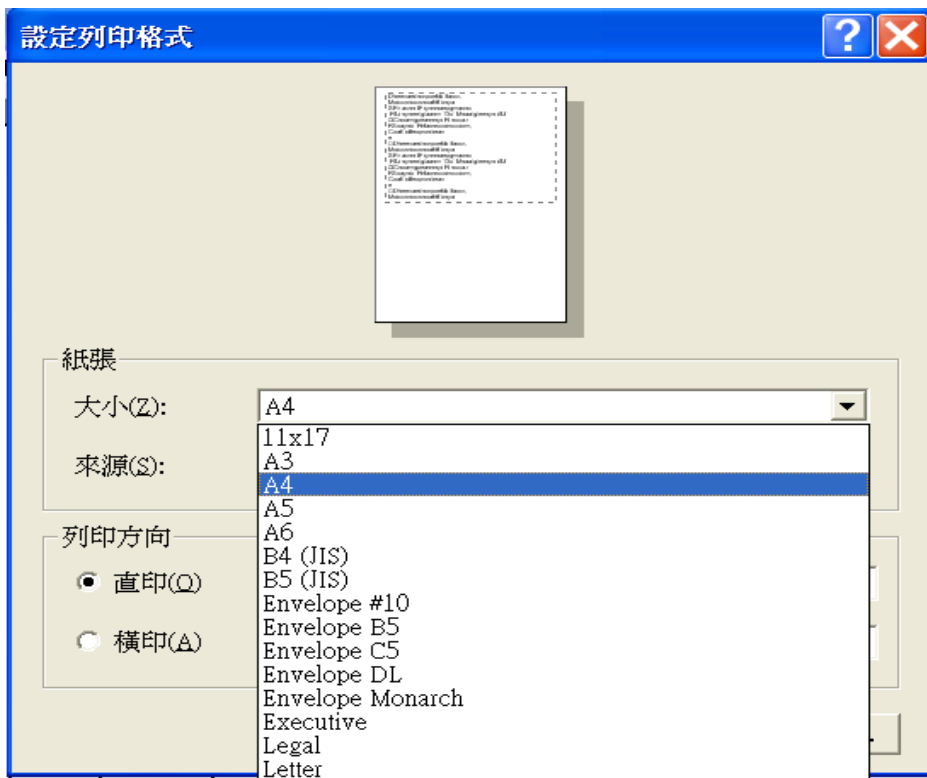 設定列印格式
紙張
大小(Z):
A4
來源(S):
11x17
A3
A4
A5
A6
B4 (JIS)
B5 (JIS)
Envelope #10
Envelope B5
Envelope C5
Envelope DL
Envelope Monarch
Executive
Legal
Letter
列印方向
直印(O)
橫印(A)